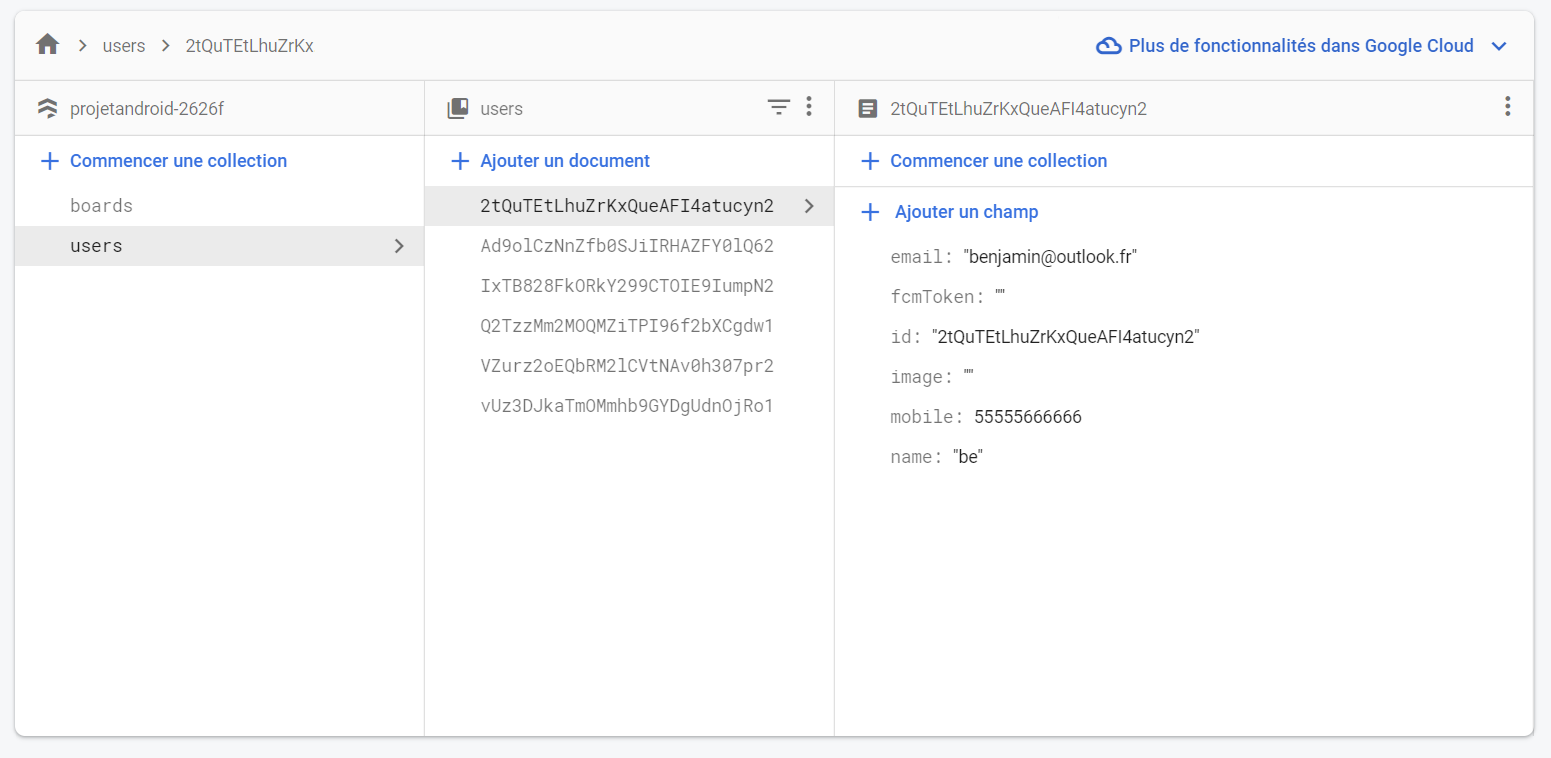 users 2tQuTEtLhuZrKx
Plus de fonctionnalités dans Google Cloud
projetandroid-2626f
Commencer une collection
boards
users
users
Ajouter un document
2tQuTEtLhuZrKxQueAFI4atucyn2
Ad9olCzNnZfb0SJiIRHAZFY0lQ62
IxTB828FkORkY299CTOIE9IumpN2
Q2TzzMm2MOQMZiTPI96f2bXCgdw1
VZurz2oEQbRM2lCVtNAv0h307pr2
vUz3DJkaTmOMmhb9GYDgUdnOjRo1
2tQuTEtLhuZrKxQueAFI4atucyn2
Commencer une collection
Ajouter un champ
email: "benjamin@outlook.fr"
fcmToken: ""
id: "2tQuTEtLhuZrKxQueAFI4atucyn2"
image: ""
mobile: 55555666666
name: "be"